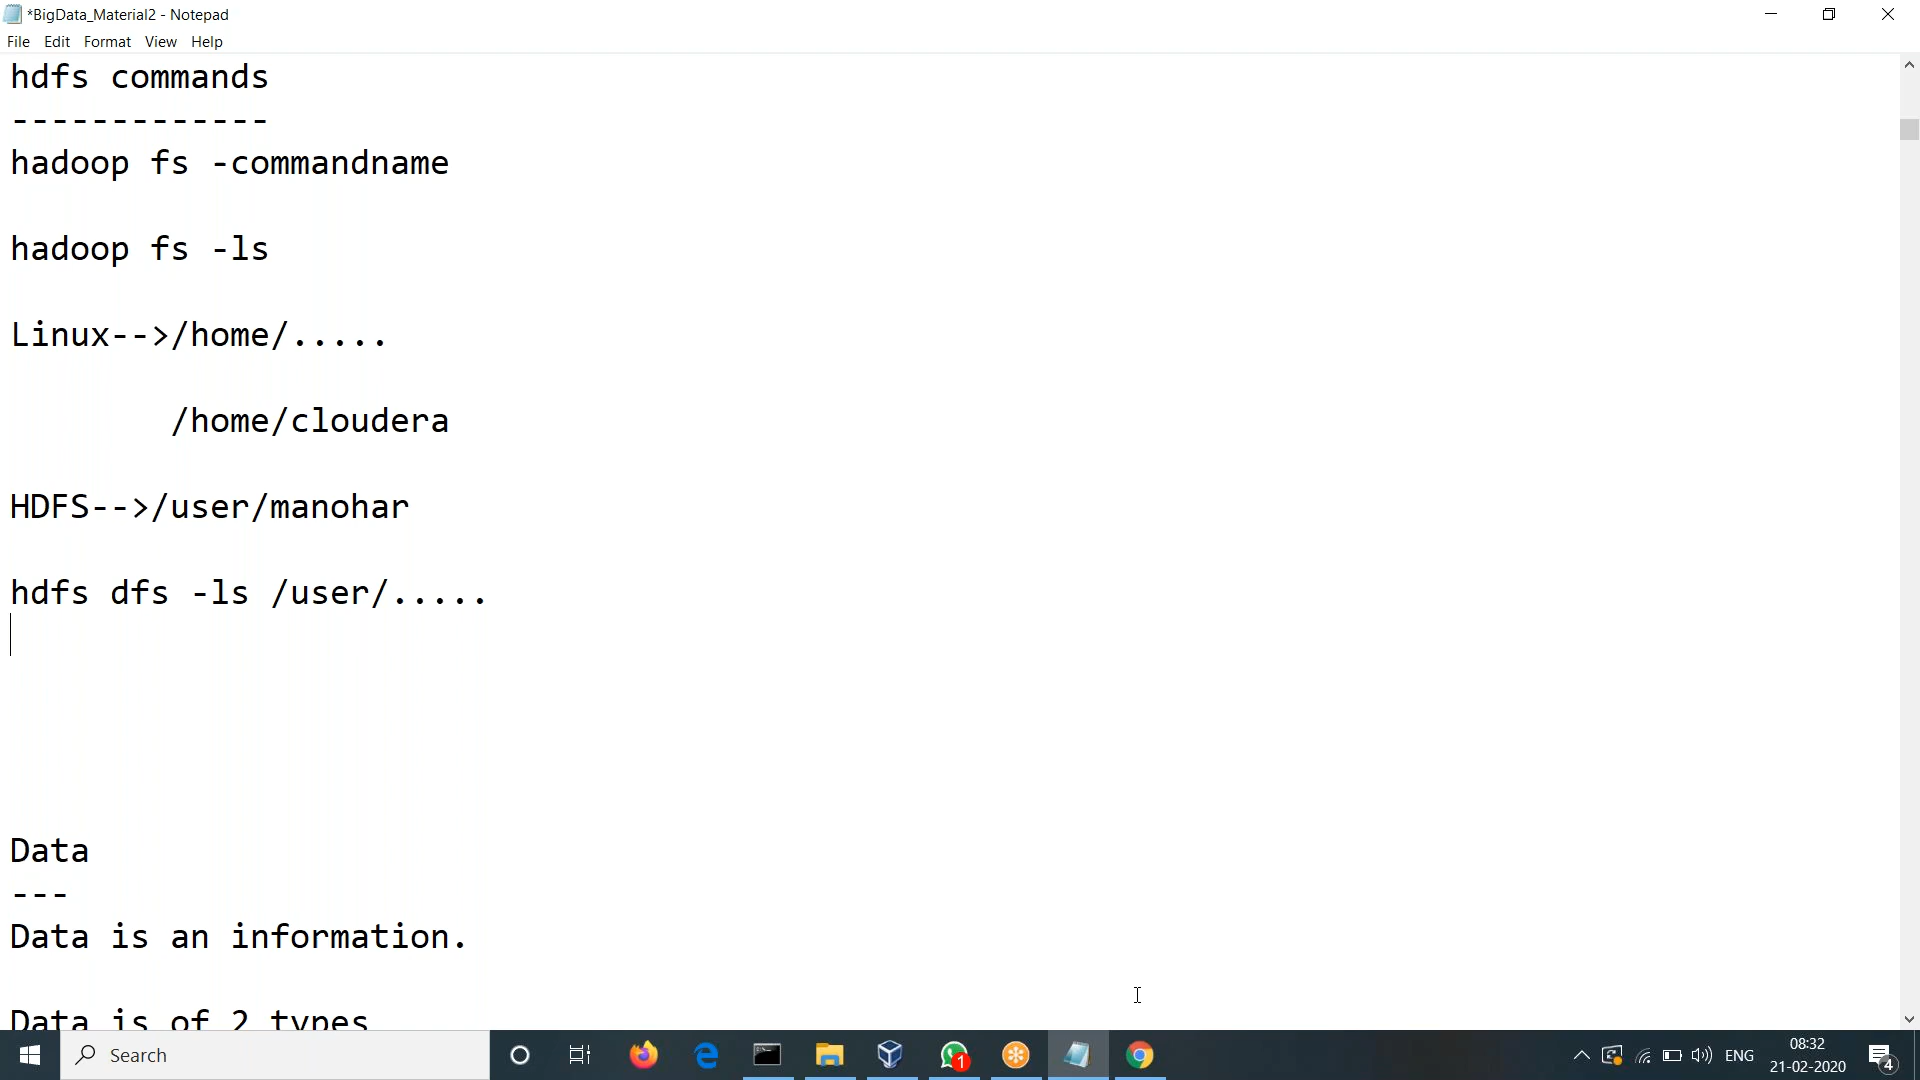 *BigData_Material2 - Notepad
File Edit Format View Help
hdfs commands
-------------
hadoop fs -commandname
hadoop fs -ls
Linux-->/home/.....
/home/cloudera
HDFS-->/user/manohar
hdfs dfs -ls /user/.....
Data
---
Data is an information.
Data is of 2 types
Search
1
ENG
08:32
21-02-2020
4